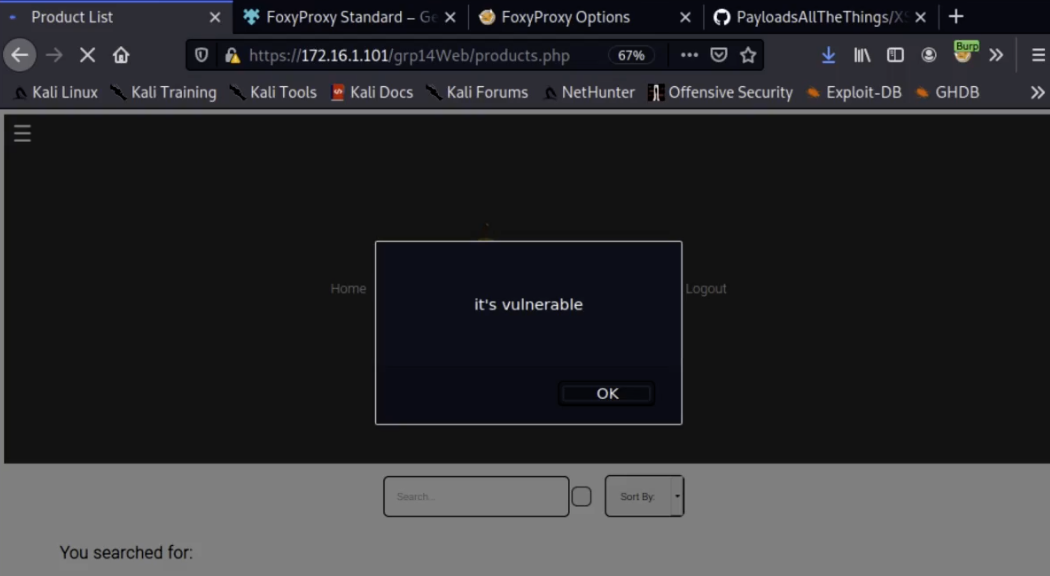 Product List
FoxyProxy Standard – Ge
FoxyProxy Options
PayloadsAllTheThings/XS
https://172.16.1.101/grp14Web/products.php
67%
Burp
Kali Linux
Kali Training
Kali Tools
Kali Docs
Kali Forums
NetHunter
Offensive Security
Exploit-DB
GHDB
Home
it's vulnerable
Logout
OK
Search...
Sort By:
You searched for: